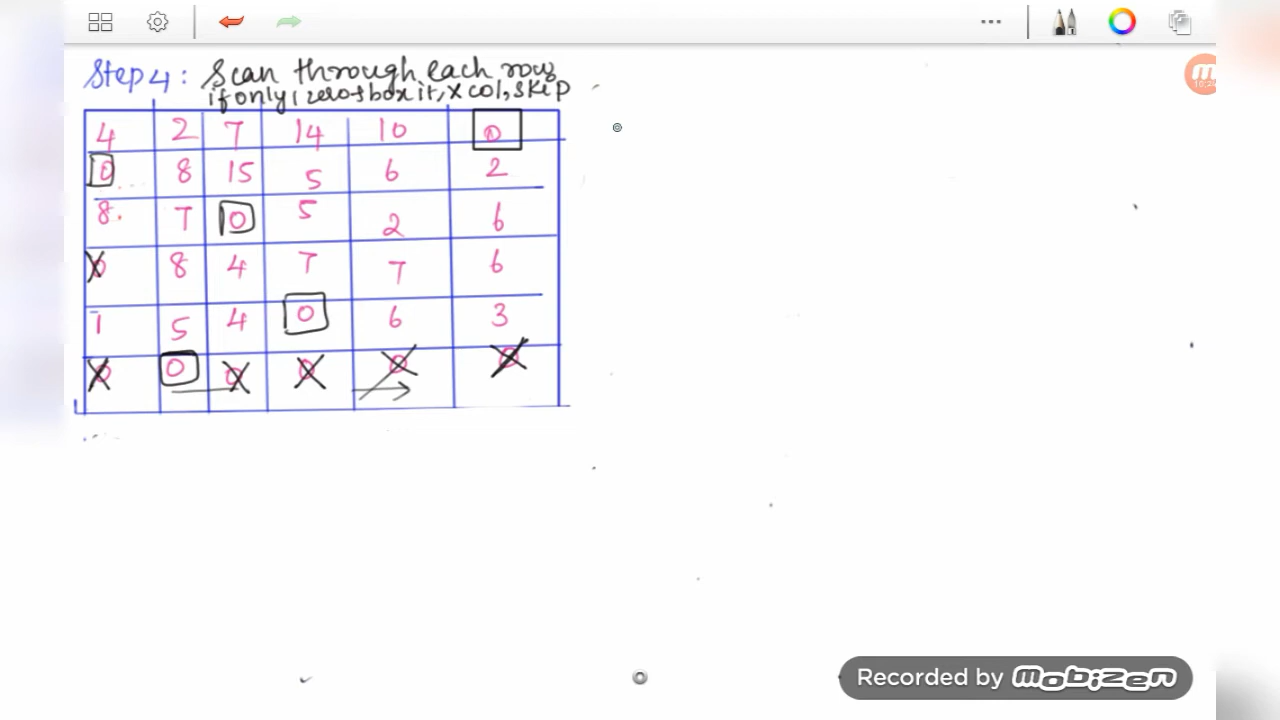 Step 4: Scan through each row
if only 1 zero→box it, x col, skip
4 2 7 14 10 0
0 8 15 5 6 2
8. 7 0 5 2 6
0 8 4 7 7 6
1 5 4 0 6 3
0 0 0 0 0 0
Recorded by mobizen